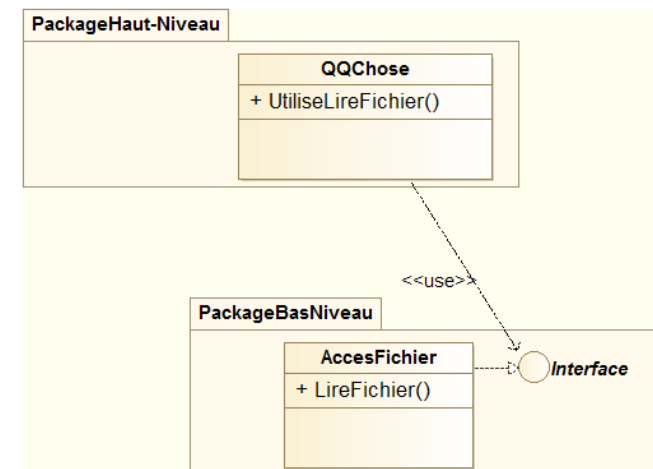 PackageHaut-Niveau
QQChose
+ UtiliseLireFichier()
<<use>>
PackageBasNiveau
AccesFichier
Interface
+ LireFichier()